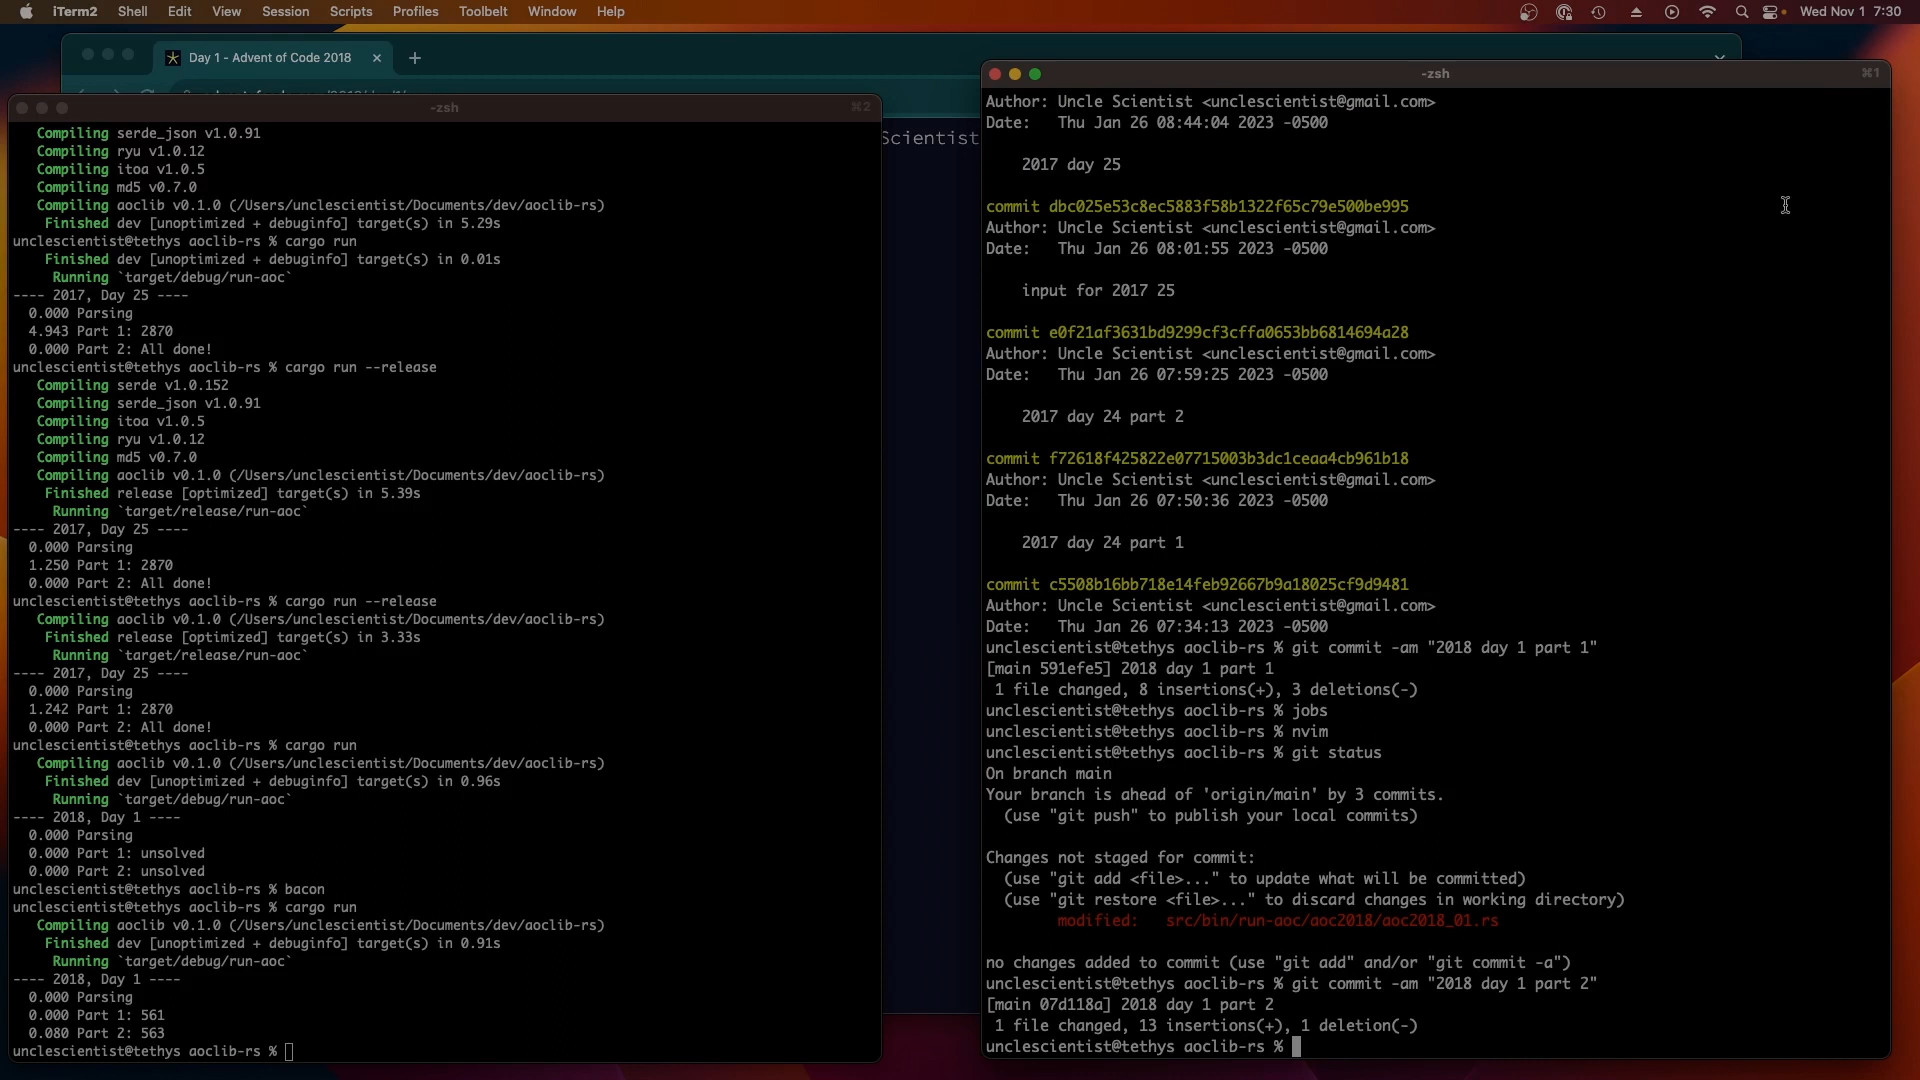 iTerm2 Shell Edit View Session Scripts Profiles Toolbelt Window Help Wed Nov 1 7:30
Day 1 - Advent of Code 2018
-zsh ⌘2
Compiling serde_json v1.0.91
Compiling ryu v1.0.12
Compiling itoa v1.0.5
Compiling md5 v0.7.0
Compiling aoclib v0.1.0 (/Users/unclescientist/Documents/dev/aoclib-rs)
Finished dev [unoptimized + debuginfo] target(s) in 5.29s
unclescientist@tethys aoclib-rs % cargo run
Finished dev [unoptimized + debuginfo] target(s) in 0.01s
Running `target/debug/run-aoc`
---- 2017, Day 25 ----
0.000 Parsing
4.943 Part 1: 2870
0.000 Part 2: All done!
unclescientist@tethys aoclib-rs % cargo run --release
Compiling serde v1.0.152
Compiling serde_json v1.0.91
Compiling itoa v1.0.5
Compiling ryu v1.0.12
Compiling md5 v0.7.0
Compiling aoclib v0.1.0 (/Users/unclescientist/Documents/dev/aoclib-rs)
Finished release [optimized] target(s) in 5.39s
Running `target/release/run-aoc`
---- 2017, Day 25 ----
0.000 Parsing
1.250 Part 1: 2870
0.000 Part 2: All done!
unclescientist@tethys aoclib-rs % cargo run --release
Compiling aoclib v0.1.0 (/Users/unclescientist/Documents/dev/aoclib-rs)
Finished release [optimized] target(s) in 3.33s
Running `target/release/run-aoc`
---- 2017, Day 25 ----
0.000 Parsing
1.242 Part 1: 2870
0.000 Part 2: All done!
unclescientist@tethys aoclib-rs % cargo run
Compiling aoclib v0.1.0 (/Users/unclescientist/Documents/dev/aoclib-rs)
Finished dev [unoptimized + debuginfo] target(s) in 0.96s
Running `target/debug/run-aoc`
---- 2018, Day 1 ----
0.000 Parsing
0.000 Part 1: unsolved
0.000 Part 2: unsolved
unclescientist@tethys aoclib-rs % bacon
unclescientist@tethys aoclib-rs % cargo run
Compiling aoclib v0.1.0 (/Users/unclescientist/Documents/dev/aoclib-rs)
Finished dev [unoptimized + debuginfo] target(s) in 0.91s
Running `target/debug/run-aoc`
---- 2018, Day 1 ----
0.000 Parsing
0.000 Part 1: 561
0.080 Part 2: 563
unclescientist@tethys aoclib-rs %
Scientist
-zsh ⌘1
Author: Uncle Scientist <unclescientist@gmail.com>
Date: Thu Jan 26 08:44:04 2023 -0500
2017 day 25
commit dbc025e53c8ec5883f58b1322f65c79e500be995
Author: Uncle Scientist <unclescientist@gmail.com>
Date: Thu Jan 26 08:01:55 2023 -0500
input for 2017 25
commit e0f21af3631bd9299cf3cffa0653bb6814694a28
Author: Uncle Scientist <unclescientist@gmail.com>
Date: Thu Jan 26 07:59:25 2023 -0500
2017 day 24 part 2
commit f72618f425822e07715003b3dc1ceaa4cb961b18
Author: Uncle Scientist <unclescientist@gmail.com>
Date: Thu Jan 26 07:50:36 2023 -0500
2017 day 24 part 1
commit c5508b16bb718e14feb92667b9a18025cf9d9481
Author: Uncle Scientist <unclescientist@gmail.com>
Date: Thu Jan 26 07:34:13 2023 -0500
unclescientist@tethys aoclib-rs % git commit -am "2018 day 1 part 1"
[main 591efe5] 2018 day 1 part 1
1 file changed, 8 insertions(+), 3 deletions(-)
unclescientist@tethys aoclib-rs % jobs
unclescientist@tethys aoclib-rs % nvim
unclescientist@tethys aoclib-rs % git status
On branch main
Your branch is ahead of 'origin/main' by 3 commits.
(use "git push" to publish your local commits)
Changes not staged for commit:
(use "git add <file>..." to update what will be committed)
(use "git restore <file>..." to discard changes in working directory)
modified: src/bin/run-aoc/aoc2018/aoc2018_01.rs
no changes added to commit (use "git add" and/or "git commit -a")
unclescientist@tethys aoclib-rs % git commit -am "2018 day 1 part 2"
[main 07d118a] 2018 day 1 part 2
1 file changed, 13 insertions(+), 1 deletion(-)
unclescientist@tethys aoclib-rs %